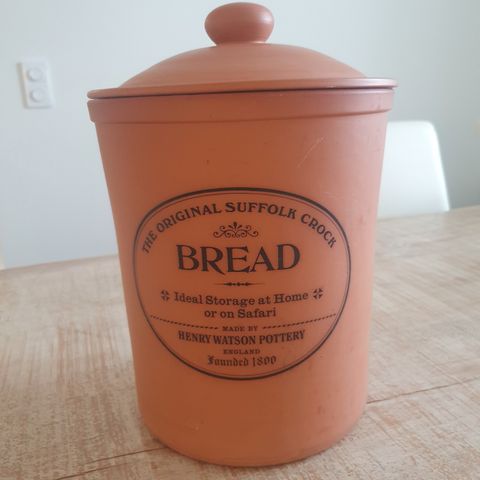 THE ORIGINAL SUFFOLK CROCK
BREAD
Ideal Storage at Home
or on Safari
MADE BY
HENRY WATSON POTTERY
ENGLAND
Founded 1800